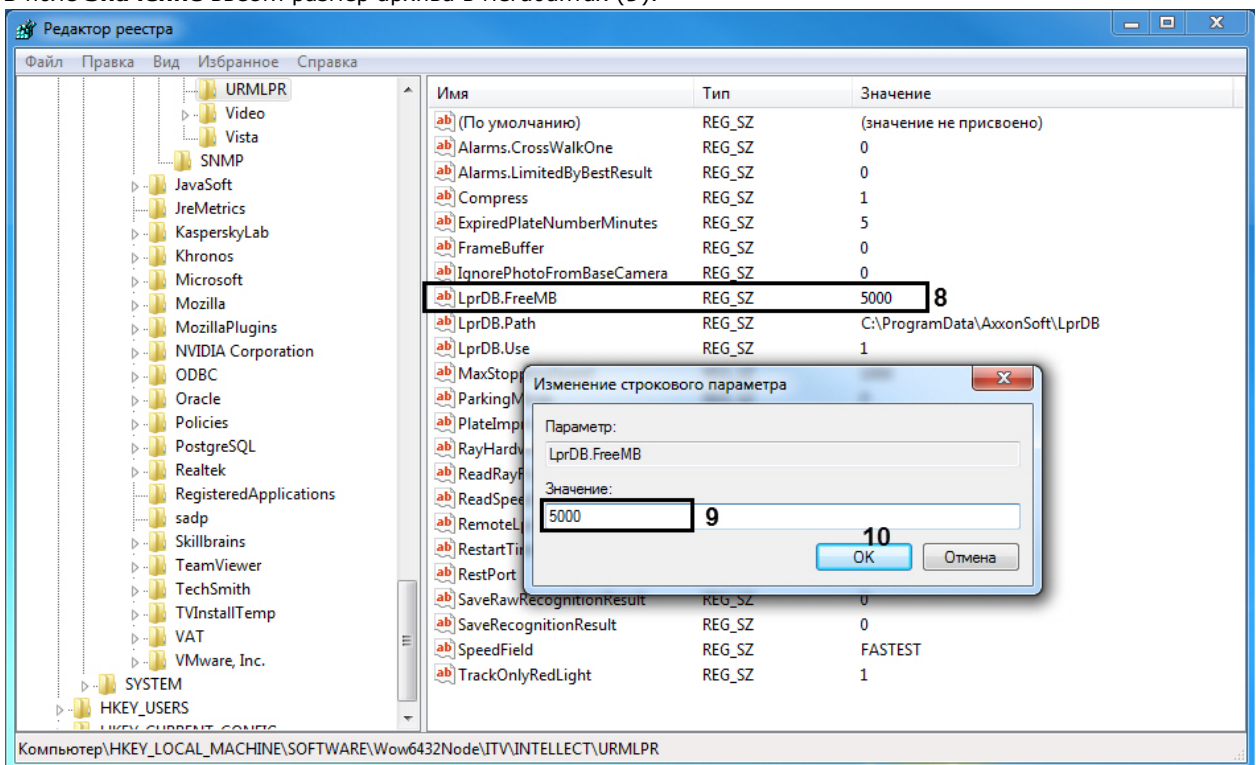 Редактор реестра
Файл Правка Вид Избранное Справка
URMLPR
Video
Vista
SNMP
JavaSoft
JreMetrics
KasperskyLab
Khronos
Microsoft
Mozilla
MozillaPlugins
NVIDIA Corporation
ODBC
Oracle
Policies
PostgreSQL
Realtek
RegisteredApplications
sadp
Skillbrains
TeamViewer
TechSmith
TVInstallTemp
VAT
VMware, Inc.
SYSTEM
HKEY_USERS
Имя Тип Значение
(По умолчанию) REG_SZ (значение не присвоено)
Alarms.CrossWalkOne REG_SZ 0
Alarms.LimitedByBestResult REG_SZ 0
Compress REG_SZ 1
ExpiredPlateNumberMinutes REG_SZ 5
FrameBuffer REG_SZ 0
IgnorePhotoFromBaseCamera REG_SZ 0
LprDB.FreeMB REG_SZ 5000 8
LprDB.Path REG_SZ C:\ProgramData\AxxonSoft\LprDB
LprDB.Use REG_SZ 1
RestPort
SaveRawRecognitionResult REG_SZ 0
SaveRecognitionResult REG_SZ 0
SpeedField REG_SZ FASTEST
TrackOnlyRedLight REG_SZ 1
Изменение строкового параметра
Параметр:
LprDB.FreeMB
Значение:
5000 9
10
OK Отмена
Компьютер\HKEY_LOCAL_MACHINE\SOFTWARE\Wow6432Node\ITV\INTELLECT\URMLPR